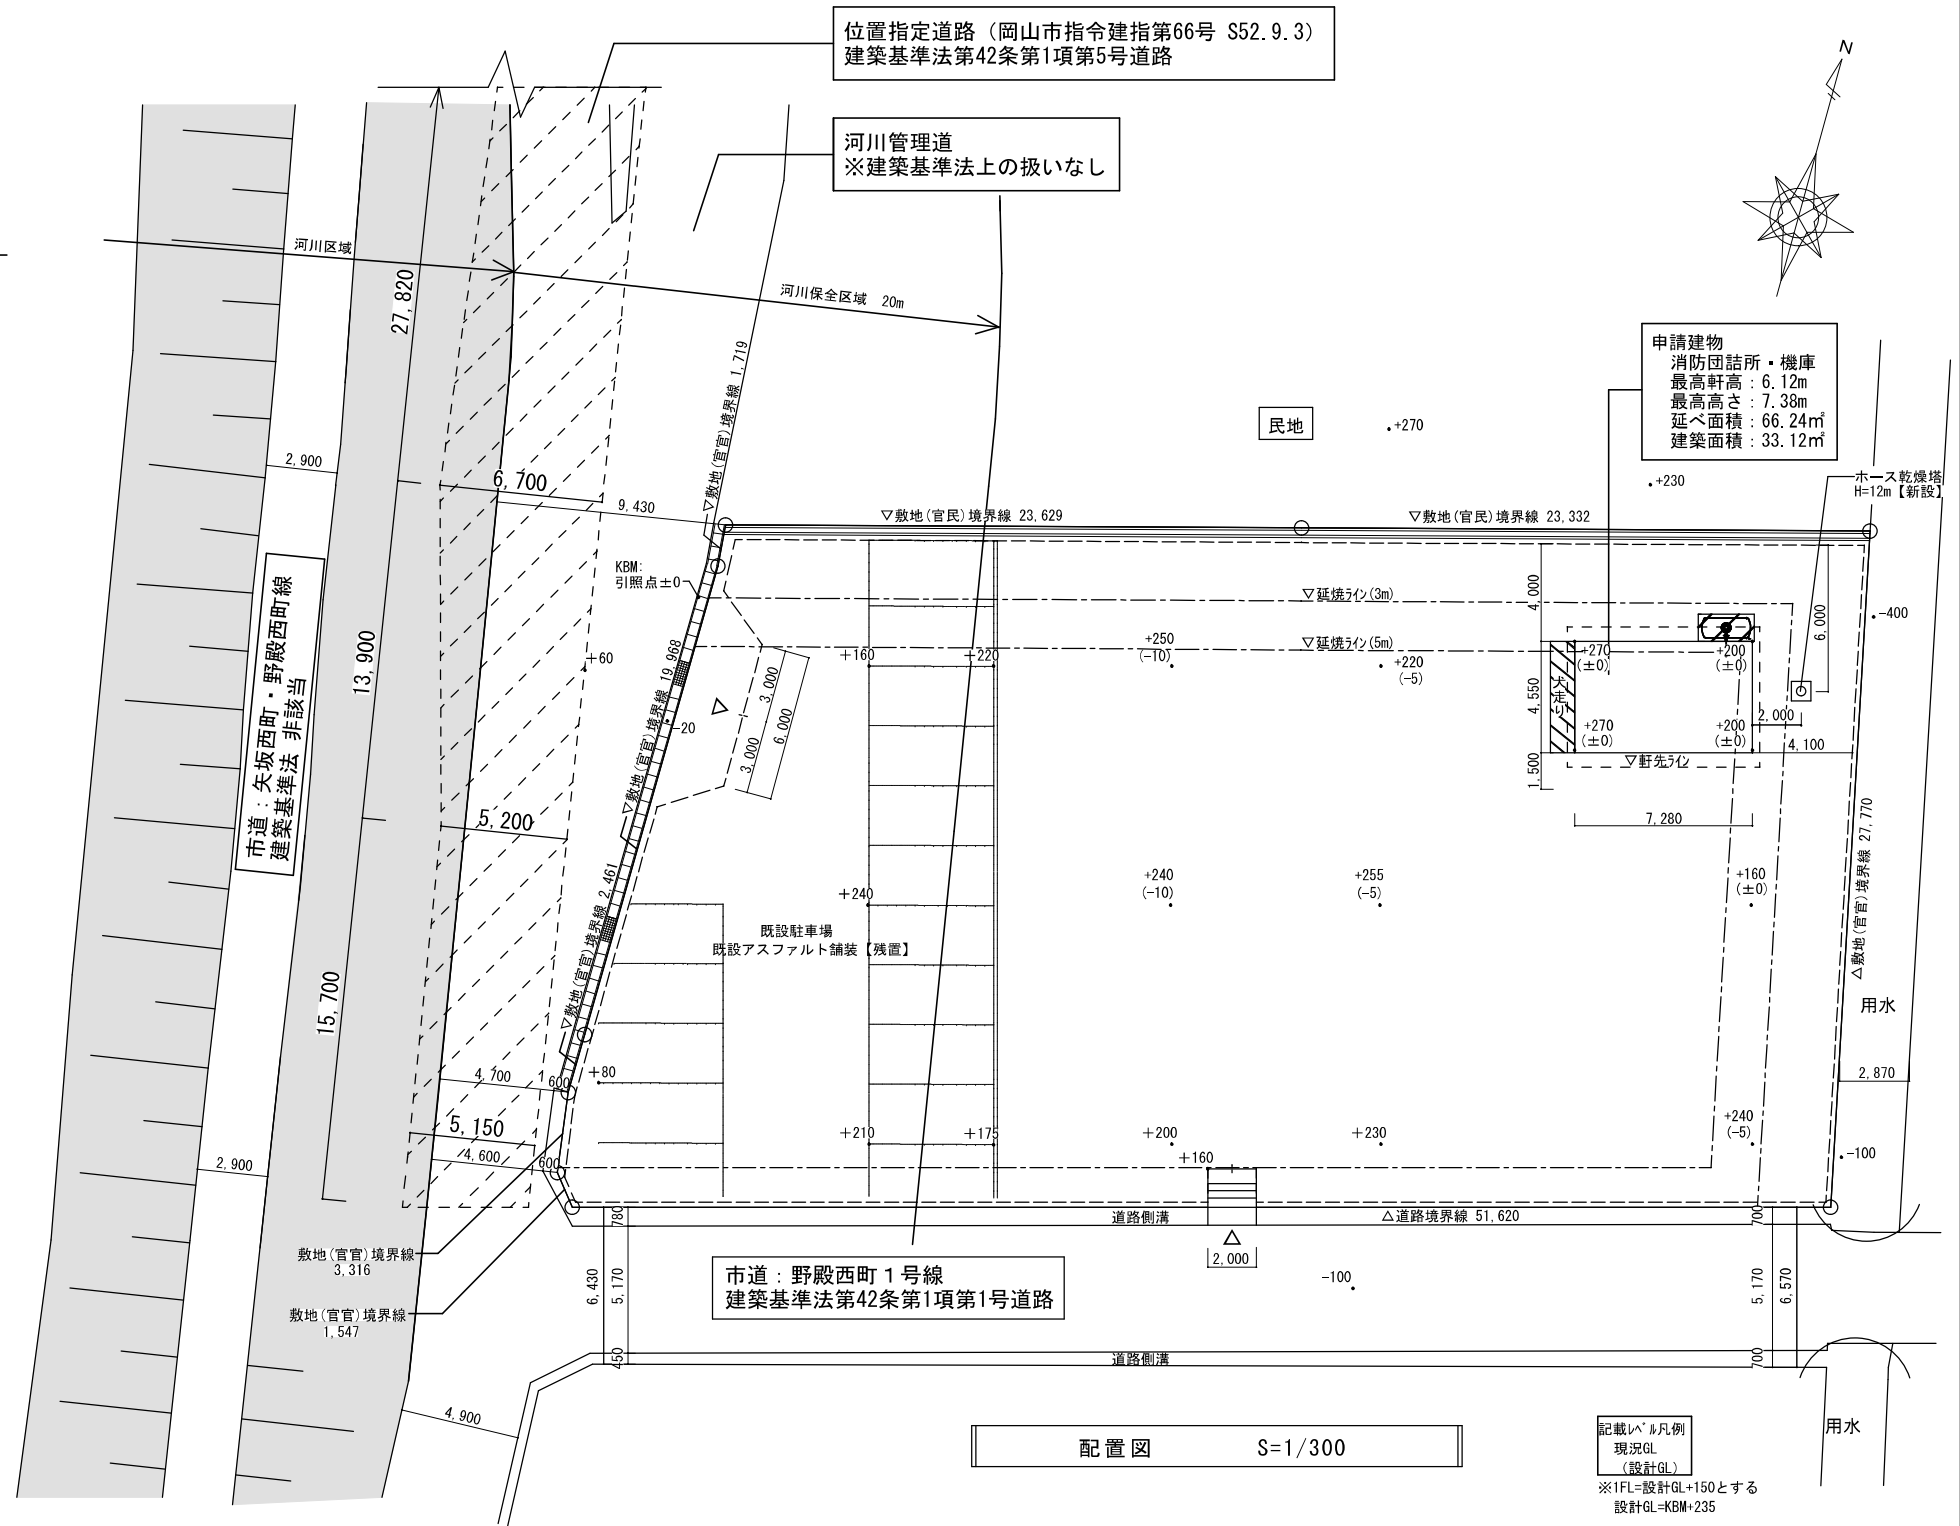 位置指定道路（岡山市指令建指第66号 S52.9.3）
建築基準法第42条第1項第5号道路
河川管理道
※建築基準法上の扱いなし
N
河川区域
河川保全区域 20m
27,820
▽敷地(官官)境界線 1,719
申請建物
消防団詰所・機庫
最高軒高：6.12m
最高高さ：7.38m
延べ面積：66.24㎡
建築面積：33.12㎡
民地
+270
+230
ホース乾燥塔
H=12m【新設】
2,900
6,700
9,430
▽敷地(官民)境界線 23,629
▽敷地(官民)境界線 23,332
KBM:
引照点±0
▽延焼ﾗｲﾝ(3m)
▽延焼ﾗｲﾝ(5m)
4,000
6,000
-400
市道：矢坂西町・野殿西町線
建築基準法 非該当
13,900
+60
▽敷地(官官)境界線 19,968
-20
3,000
3,000
6,000
+160
+220
+250
(-10)
+220
(-5)
+270
(±0)
+200
(±0)
4,550
犬走り
+270
(±0)
+200
(±0)
2,000
4,100
1,500
▽軒先ﾗｲﾝ
7,280
5,200
▽敷地(官官)境界線 2,461
+240
+240
(-10)
+255
(-5)
+160
(±0)
△敷地(官官)境界線 27,770
既設駐車場
既設アスファルト舗装【残置】
15,700
用水
4,700
600
+80
2,870
5,150
4,600
600
+210
+175
+200
+230
+240
(-5)
-100
2,900
+160
780
道路側溝
△道路境界線 51,620
700
敷地(官官)境界線
3,316
敷地(官官)境界線
1,547
2,000
6,430
5,170
市道：野殿西町１号線
建築基準法第42条第1項第1号道路
-100
5,170
6,570
450
道路側溝
700
4,900
配置図 S=1/300
用水
記載ﾚﾍﾞﾙ凡例
現況GL
（設計GL）
※1FL=設計GL+150とする
設計GL=KBM+235